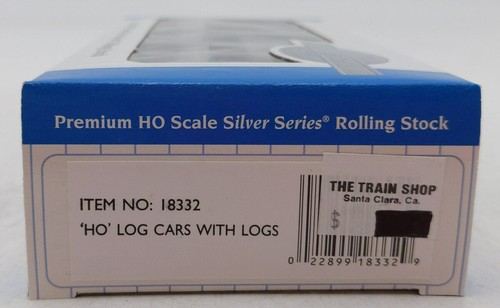 Premium HO Scale Silver Series® Rolling Stock
ITEM NO: 18332
'HO' LOG CARS WITH LOGS
THE TRAIN SHOP
Santa Clara, Ca.
0 22899 18332 9